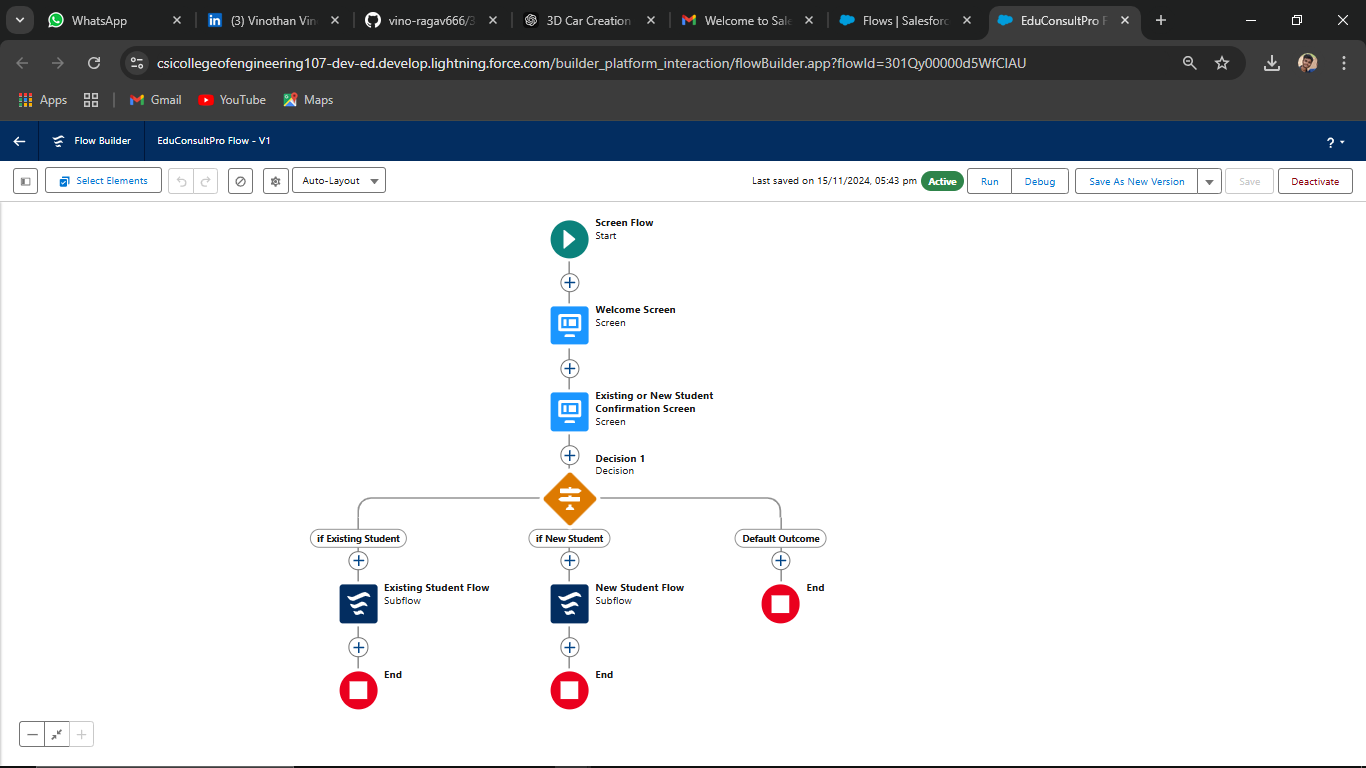 WhatsApp
(3) Vinothan Vin
vino-ragav666/3
3D Car Creation
Welcome to Sale
Flows | Salesforc
EduConsultPro F
csicollegeofengineering107-dev-ed.develop.lightning.force.com/builder_platform_interaction/flowBuilder.app?flowId=301Qy00000d5WfCIAU
Apps
Gmail
YouTube
Maps
Flow Builder
EduConsultPro Flow - V1
?
Select Elements
Auto-Layout
Last saved on 15/11/2024, 05:43 pm
Active
Run
Debug
Save As New Version
Save
Deactivate
Screen Flow
Start
Welcome Screen
Screen
Existing or New Student
Confirmation Screen
Screen
Decision 1
Decision
if Existing Student
if New Student
Default Outcome
Existing Student Flow
Subflow
New Student Flow
Subflow
End
End
End